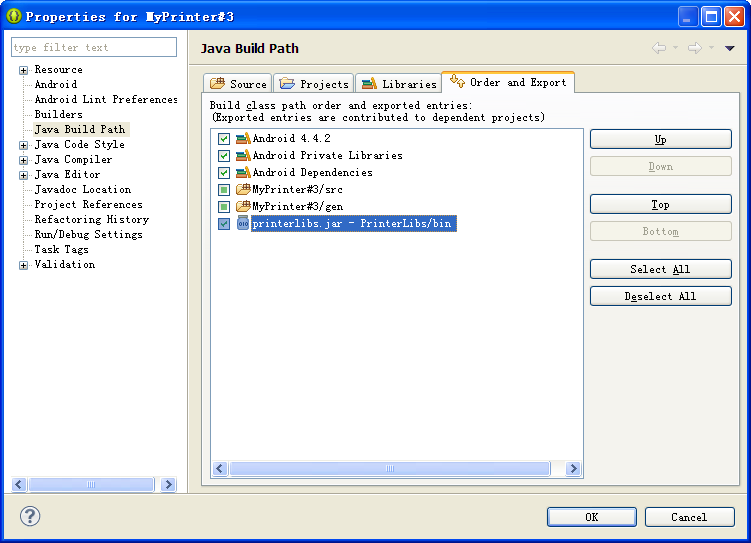 Properties for MyPrinter#3
type filter text
Resource
Android
Android Lint Preferences
Builders
Java Build Path
Java Code Style
Java Compiler
Java Editor
Javadoc Location
Project References
Refactoring History
Run/Debug Settings
Task Tags
Validation
Java Build Path
Source Projects Libraries Order and Export
Build class path order and exported entries:
(Exported entries are contributed to dependent projects)
Android 4.4.2
Android Private Libraries
Android Dependencies
MyPrinter#3/src
MyPrinter#3/gen
010 printerlibs.jar - PrinterLibs/bin
Up
Down
Top
Bottom
Select All
Deselect All
?
OK Cancel